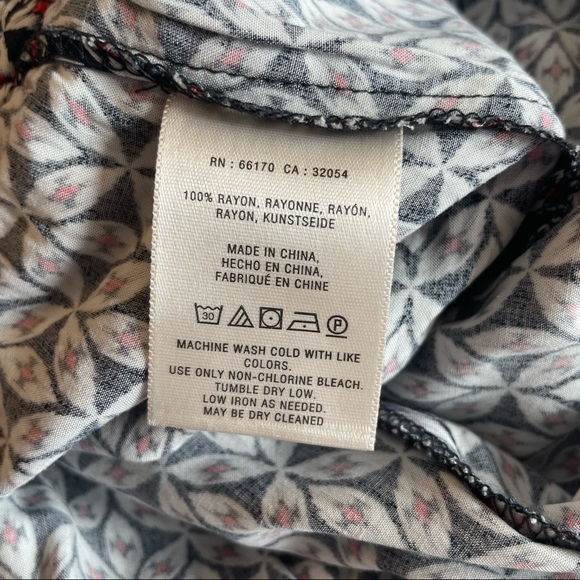 RN : 66170 CA : 32054
100% RAYON, RAYONNE, RAYÓN,
RAYON, KUNSTSEIDE
MADE IN CHINA,
HECHO EN CHINA,
FABRIQUÉ EN CHINE
30 P
MACHINE WASH COLD WITH LIKE
COLORS.
USE ONLY NON-CHLORINE BLEACH.
TUMBLE DRY LOW.
LOW IRON AS NEEDED.
MAY BE DRY CLEANED